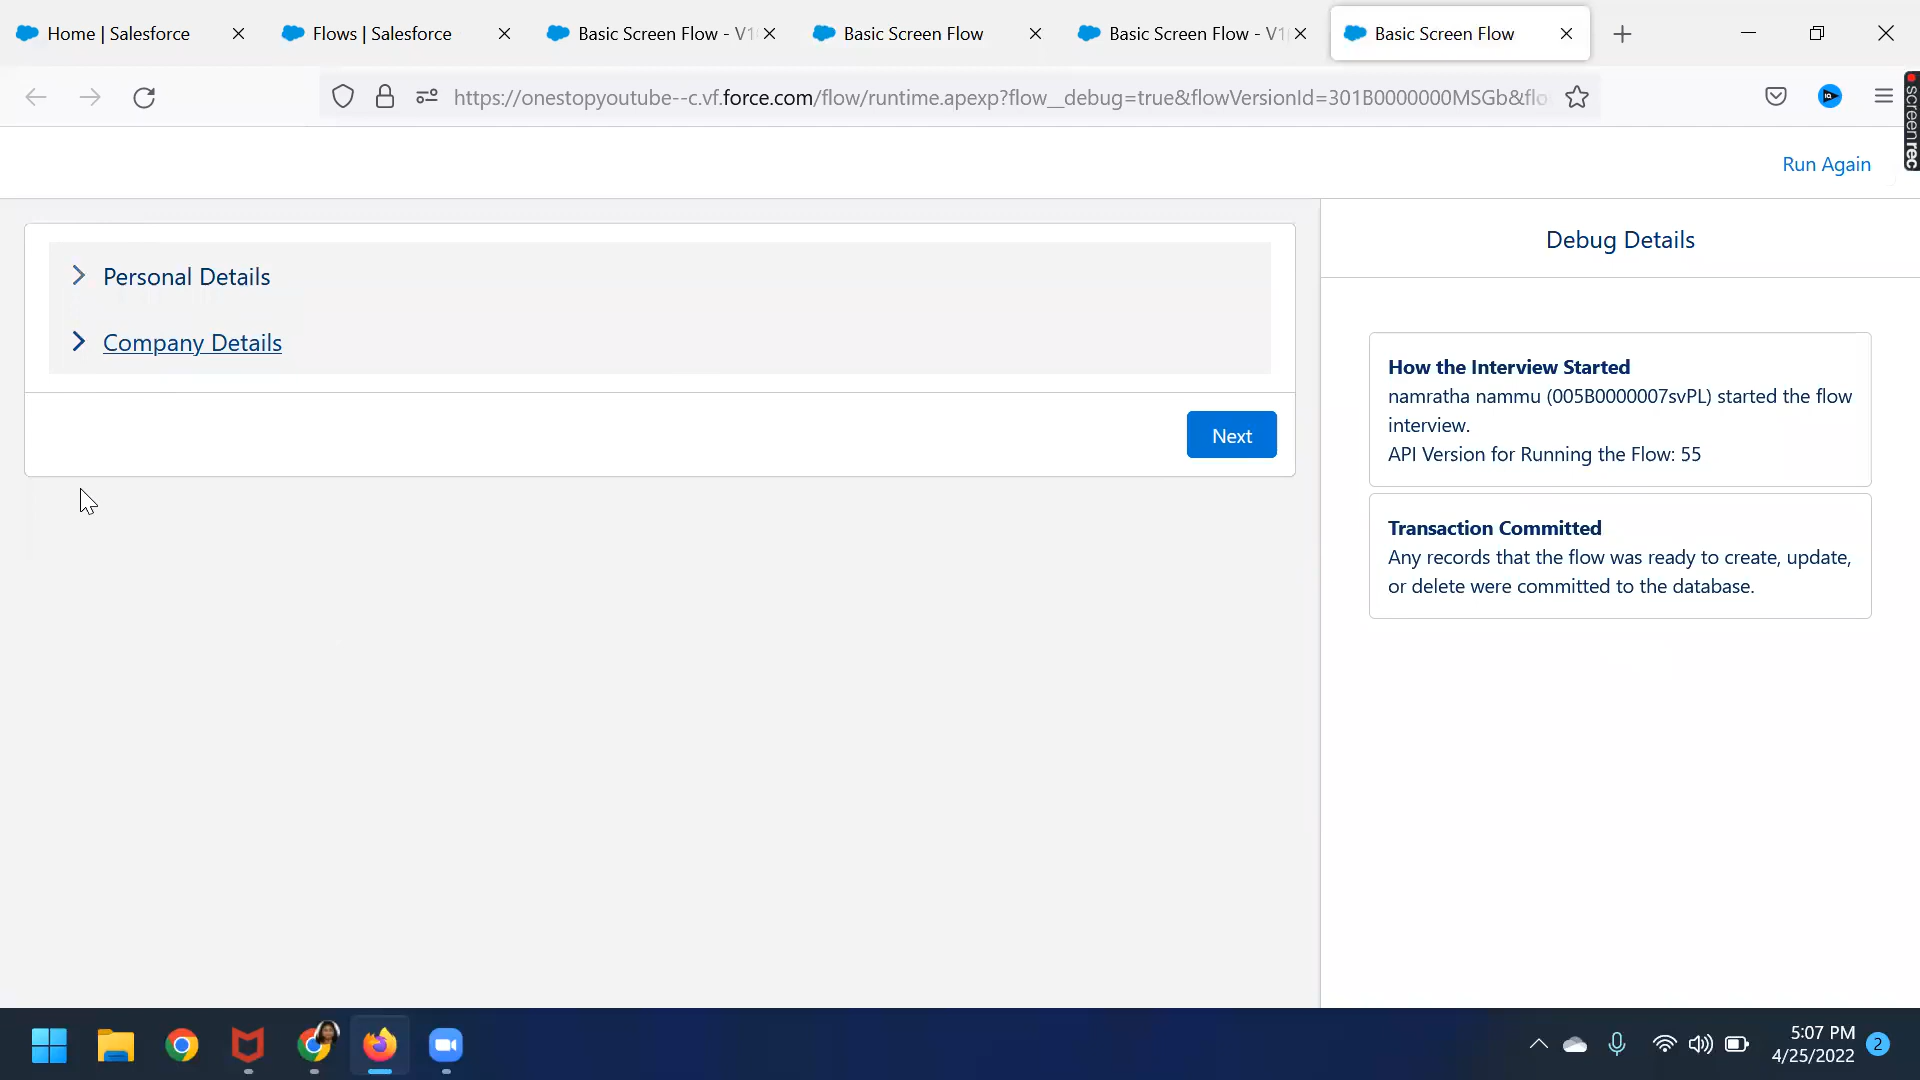 Home | Salesforce
Flows | Salesforce
Basic Screen Flow - V1
Basic Screen Flow
Basic Screen Flow - V1
Basic Screen Flow
https://onestopyoutube--c.vf.force.com/flow/runtime.apexp?flow__debug=true&flowVersionId=301B0000000MSGb&flo
screenrec
Run Again
Personal Details
Company Details
Next
Debug Details
How the Interview Started
namratha nammu (005B0000007svPL) started the flow
interview.
API Version for Running the Flow: 55
Transaction Committed
Any records that the flow was ready to create, update,
or delete were committed to the database.
5:07 PM
4/25/2022
2